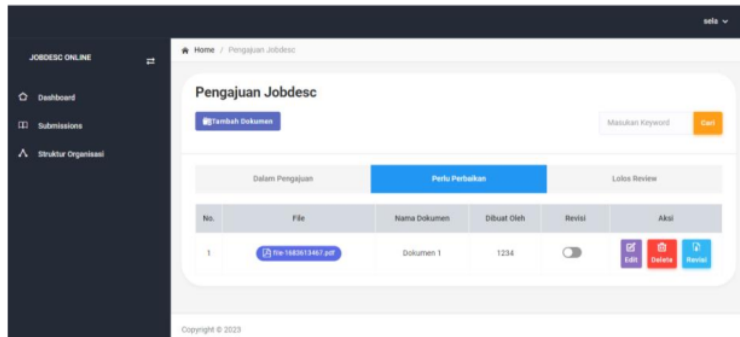 sela
JOBDESC ONLINE
Home / Pengajuan Jobdesc
Dashboard
Submissions
Struktur Organisasi
Pengajuan Jobdesc
Tambah Dokumen
Masukan Keyword
Cari
Dalam Pengajuan
Perlu Perbaikan
Lolos Review
No. File Nama Dokumen Dibuat Oleh Revisi Aksi
1 file-1683613467.pdf Dokumen 1 1234 Edit Delete Revisi
Copyright © 2023